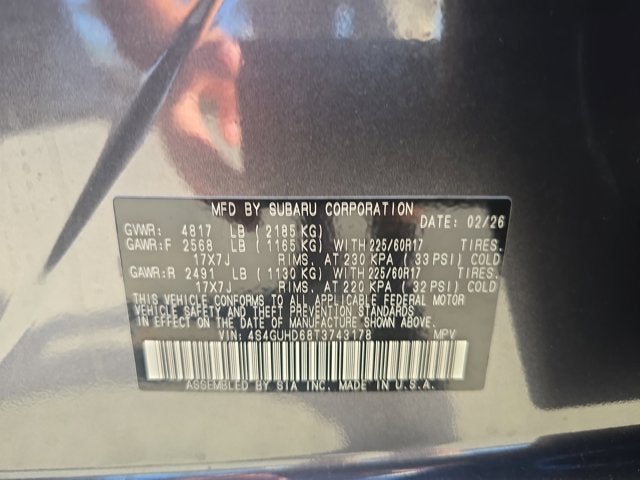 MFD BY SUBARU CORPORATION DATE: 02/26
GVWR: 4817 LB ( 2185 KG)
GAWR:F 2568 LB ( 1165 KG) WITH 225/60R17 TIRES.
17X7J RIMS, AT 230 KPA ( 33 PSI) COLD
GAWR:R 2491 LB ( 1130 KG) WITH 225/60R17 TIRES.
17X7J RIMS, AT 220 KPA ( 32 PSI) COLD
THIS VEHICLE CONFORMS TO ALL APPLICABLE FEDERAL MOTOR
VEHICLE SAFETY AND THEFT PREVENTION STANDARDS
IN EFFECT ON THE DATE OF MANUFACTURE SHOWN ABOVE.
VIN: 4S4GUHD68T3743178 MPV
ASSEMBLED BY SIA INC. MADE IN U.S.A.